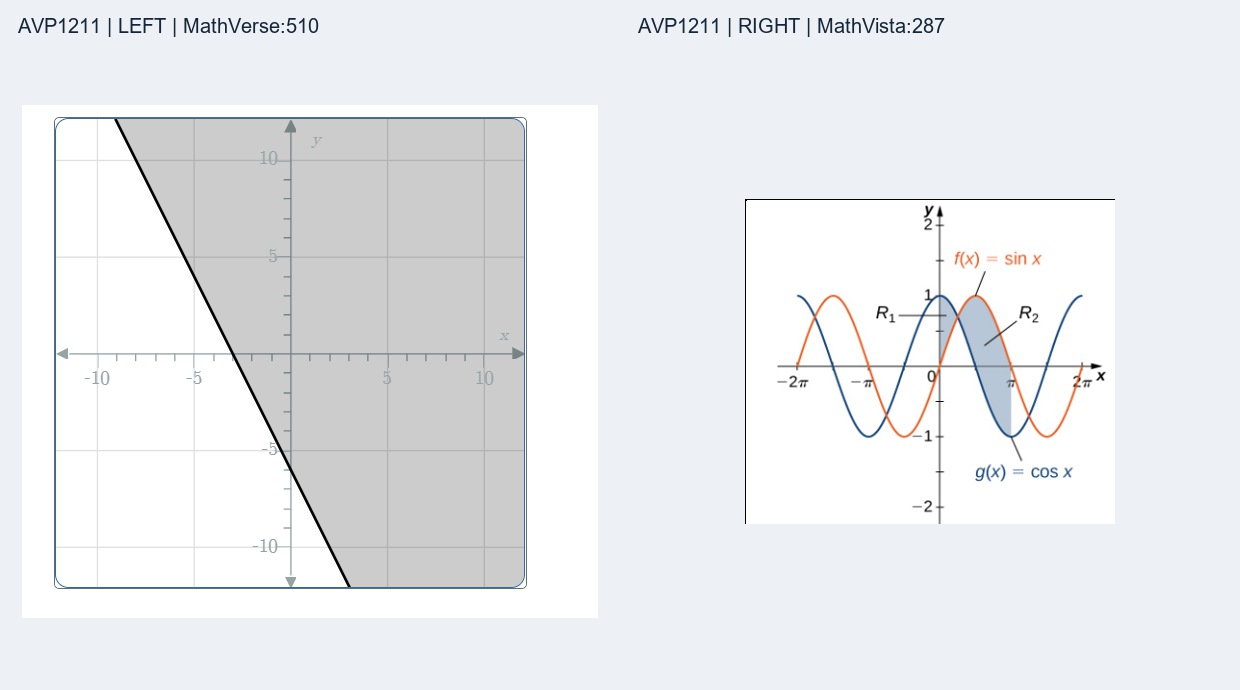 AVP1211 | LEFT | MathVerse:510
y
10
5
x
-10
-5
5
10
-5
-10
AVP1211 | RIGHT | MathVista:287
y
2
f(x) = sin x
1
R1
R2
−2π
−π
0
π
2π
x
−1
g(x) = cos x
−2